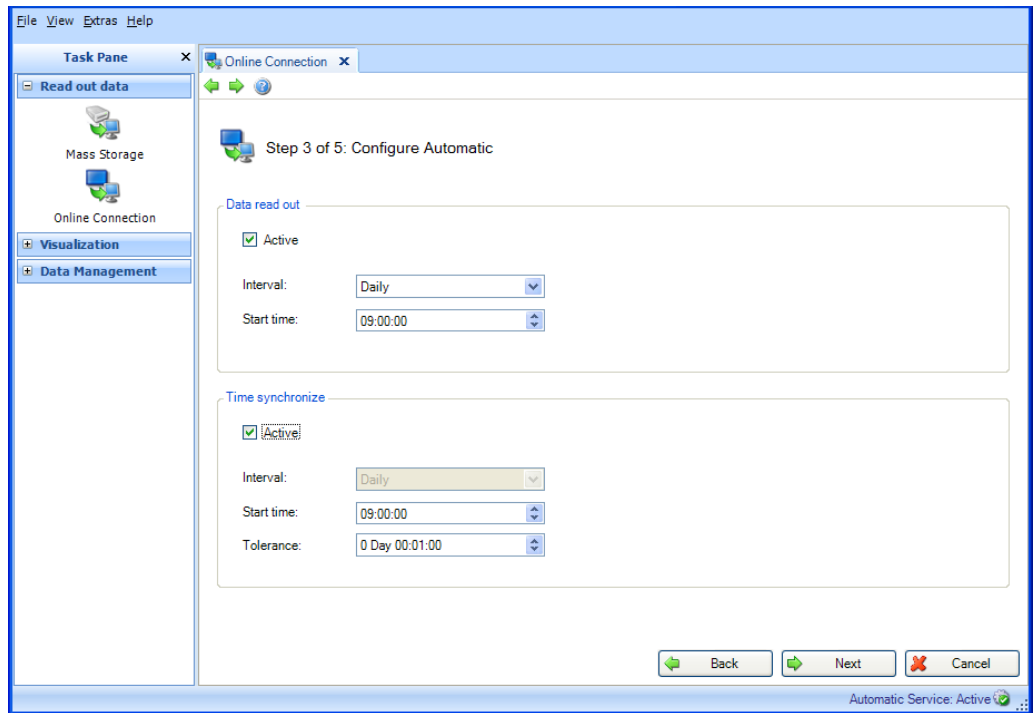 File View Extras Help
Task Pane
Online Connection
Read out data
Mass Storage
Online Connection
Visualization
Data Management
Step 3 of 5: Configure Automatic
Data read out
Active
Interval: Daily
Start time: 09:00:00
Time synchronize
Active
Interval: Daily
Start time: 09:00:00
Tolerance: 0 Day 00:01:00
Back Next Cancel
Automatic Service: Active